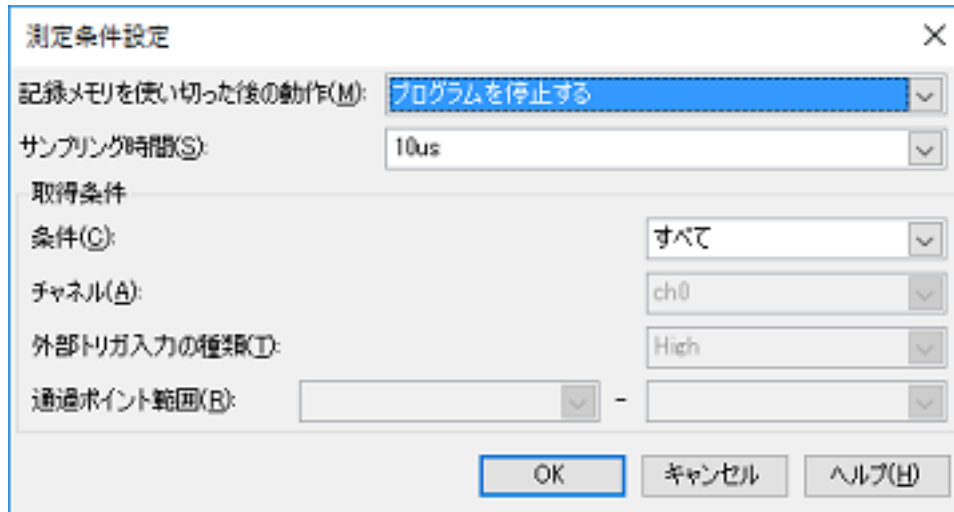 測定条件設定
記録メモリを使い切った後の動作(M): プログラムを停止する
サンプリング時間(S): 10us
取得条件
条件(C): すべて
チャネル(A): ch0
外部トリガ入力の種類(T): High
通過ポイント範囲(R): -
OK キャンセル ヘルプ(H)